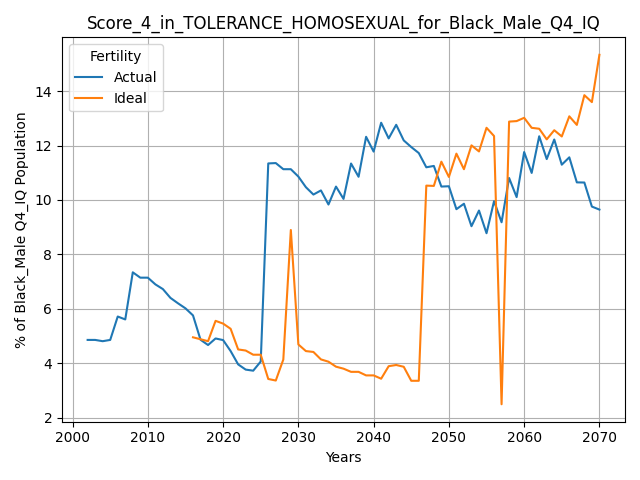 Score_4_in_TOLERANCE_HOMOSEXUAL_for_Black_Male_Q4_IQ
Fertility
Actual
Ideal
% of Black_Male Q4_IQ Population
14
12
10
8
6
4
2
2000 2010 2020 2030 2040 2050 2060 2070
Years